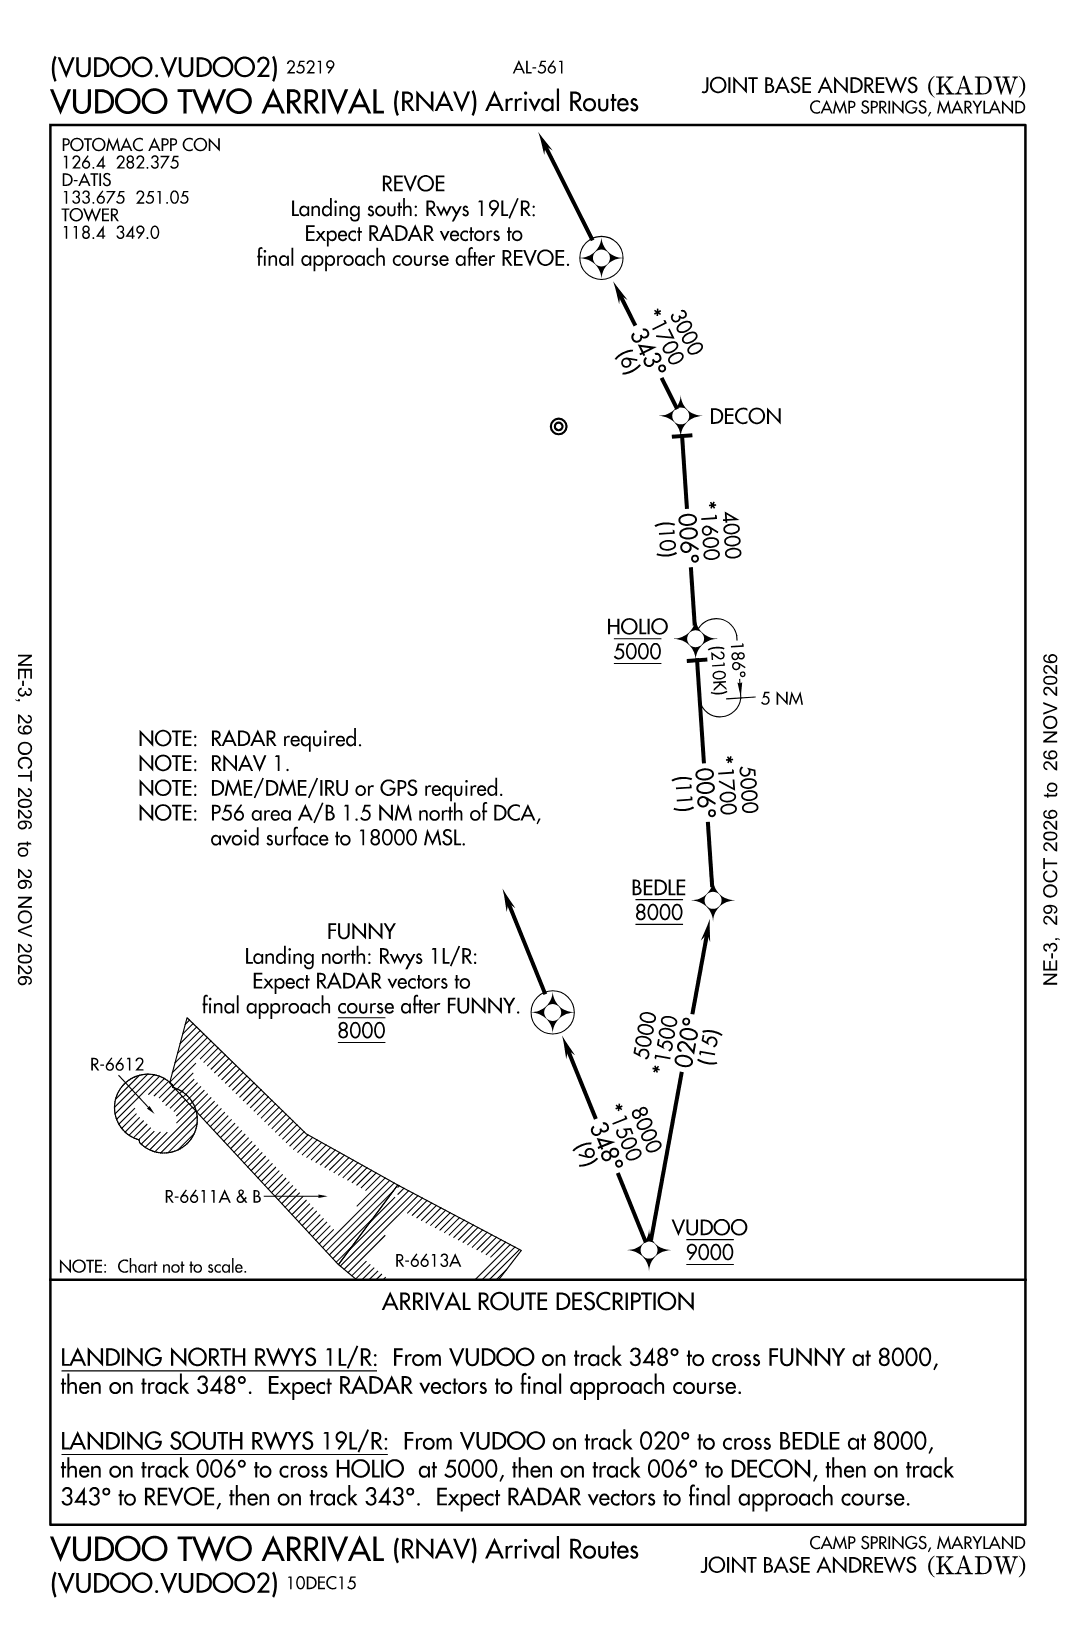 (VUDOO.VUDOO2) 25219
AL-561
JOINT BASE ANDREWS (KADW)
VUDOO TWO ARRIVAL (RNAV) Arrival Routes
CAMP SPRINGS, MARYLAND
POTOMAC APP CON
126.4 282.375
D-ATIS
133.675 251.05
TOWER
118.4 349.0
REVOE
Landing south: Rwys 19L/R:
Expect RADAR vectors to
final approach course after REVOE.
3000
*1700
343°
(6)
DECON
4000
*1600
006°
(10)
HOLIO
5000
186°
(210K)
5 NM
5000
*1700
006°
(11)
NOTE: RADAR required.
NOTE: RNAV 1.
NOTE: DME/DME/IRU or GPS required.
NOTE: P56 area A/B 1.5 NM north of DCA,
avoid surface to 18000 MSL.
BEDLE
8000
FUNNY
Landing north: Rwys 1L/R:
Expect RADAR vectors to
final approach course after FUNNY.
8000
5000
*1500
020°
(15)
8000
*1500
348°
(9)
R-6612
R-6611A & B
R-6613A
VUDOO
9000
NOTE: Chart not to scale.
NE-3, 29 OCT 2026 to 26 NOV 2026
NE-3, 29 OCT 2026 to 26 NOV 2026
ARRIVAL ROUTE DESCRIPTION
LANDING NORTH RWYS 1L/R: From VUDOO on track 348° to cross FUNNY at 8000,
then on track 348°. Expect RADAR vectors to final approach course.
LANDING SOUTH RWYS 19L/R: From VUDOO on track 020° to cross BEDLE at 8000,
then on track 006° to cross HOLIO at 5000, then on track 006° to DECON, then on track
343° to REVOE, then on track 343°. Expect RADAR vectors to final approach course.
VUDOO TWO ARRIVAL (RNAV) Arrival Routes
CAMP SPRINGS, MARYLAND
JOINT BASE ANDREWS (KADW)
(VUDOO.VUDOO2) 10DEC15